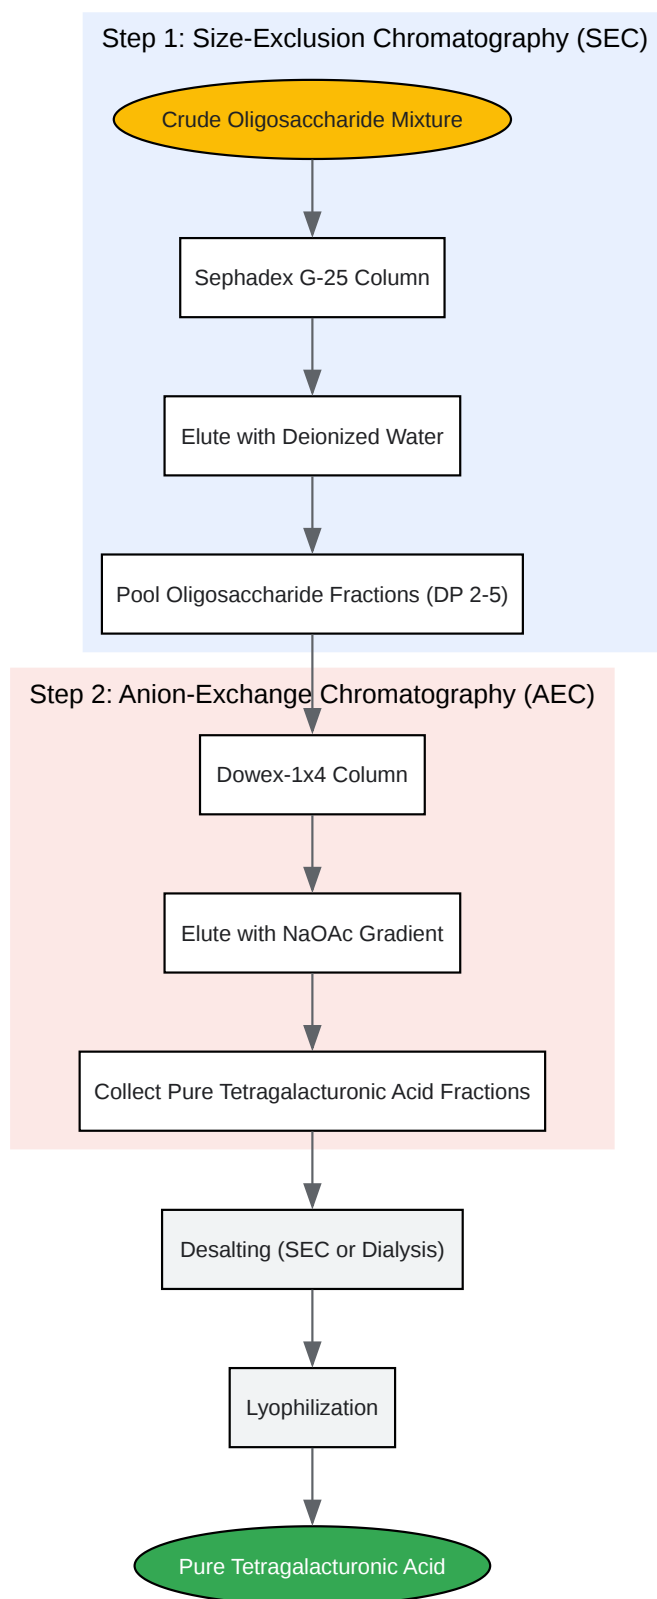 Step 1: Size-Exclusion Chromatography (SEC)
Crude Oligosaccharide Mixture
Sephadex G-25 Column
Elute with Deionized Water
Pool Oligosaccharide Fractions (DP 2-5)
Step 2: Anion-Exchange Chromatography (AEC)
Dowex-1x4 Column
Elute with NaOAc Gradient
Collect Pure Tetragalacturonic Acid Fractions
Desalting (SEC or Dialysis)
Lyophilization
Pure Tetragalacturonic Acid